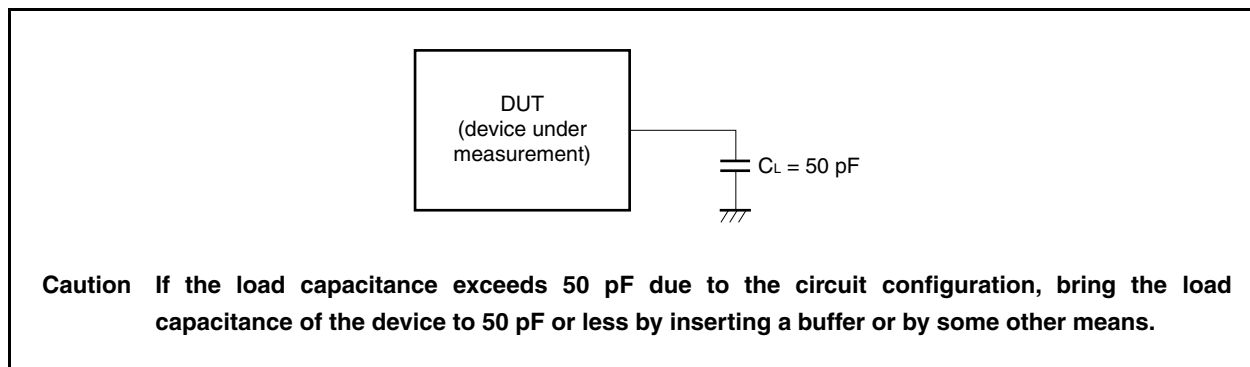 DUT
(device under
measurement)
CL = 50 pF
Caution If the load capacitance exceeds 50 pF due to the circuit configuration, bring the load
capacitance of the device to 50 pF or less by inserting a buffer or by some other means.